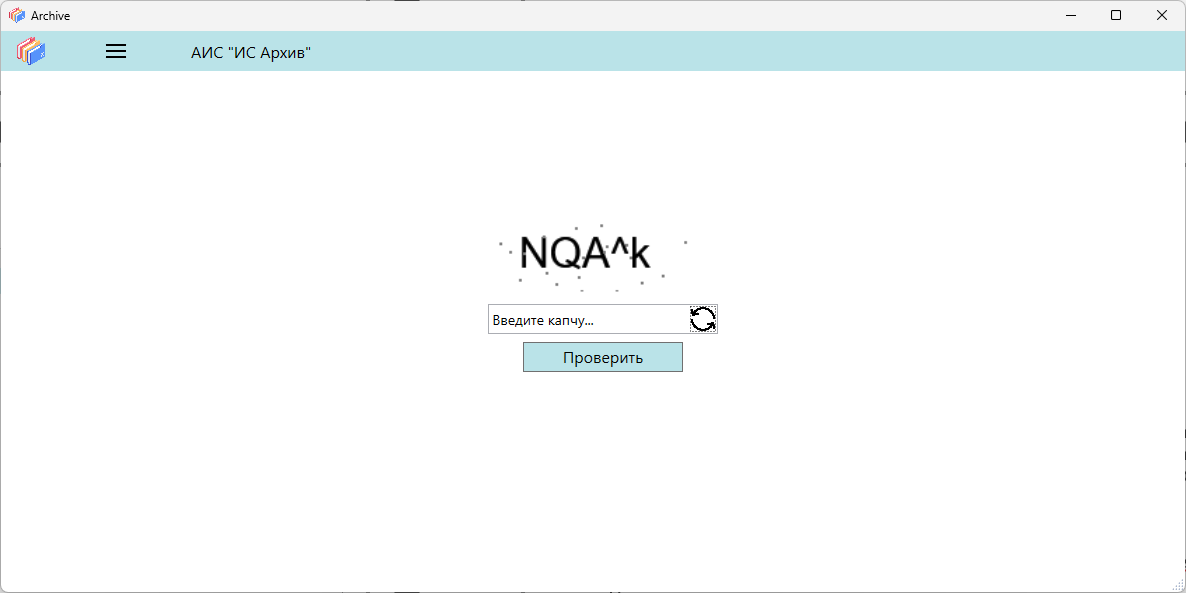 Archive
АИС "ИС Архив"
NQA^k
Введите капчу...
Проверить